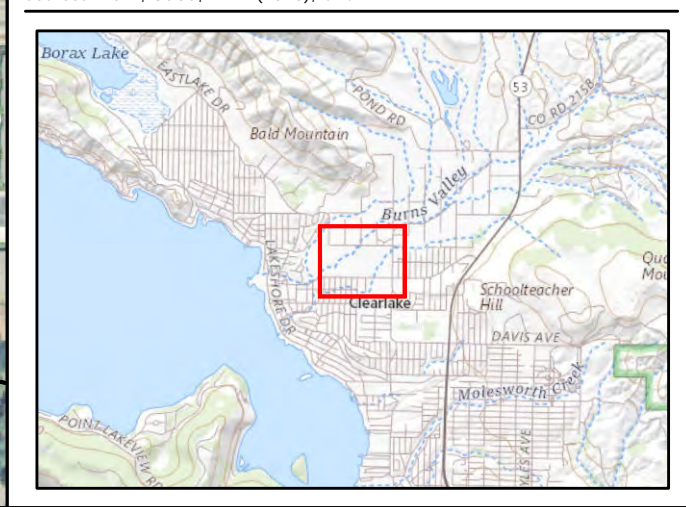 Borax Lake
EASTLAKE DR
POND RD
53
CO RD 215B
Bald Mountain
Burns Valley
LAKESHORE DR
Clearlake
Schoolteacher
Hill
DAVIS AVE
Molesworth Creek
POINT LAKEVIEW RD